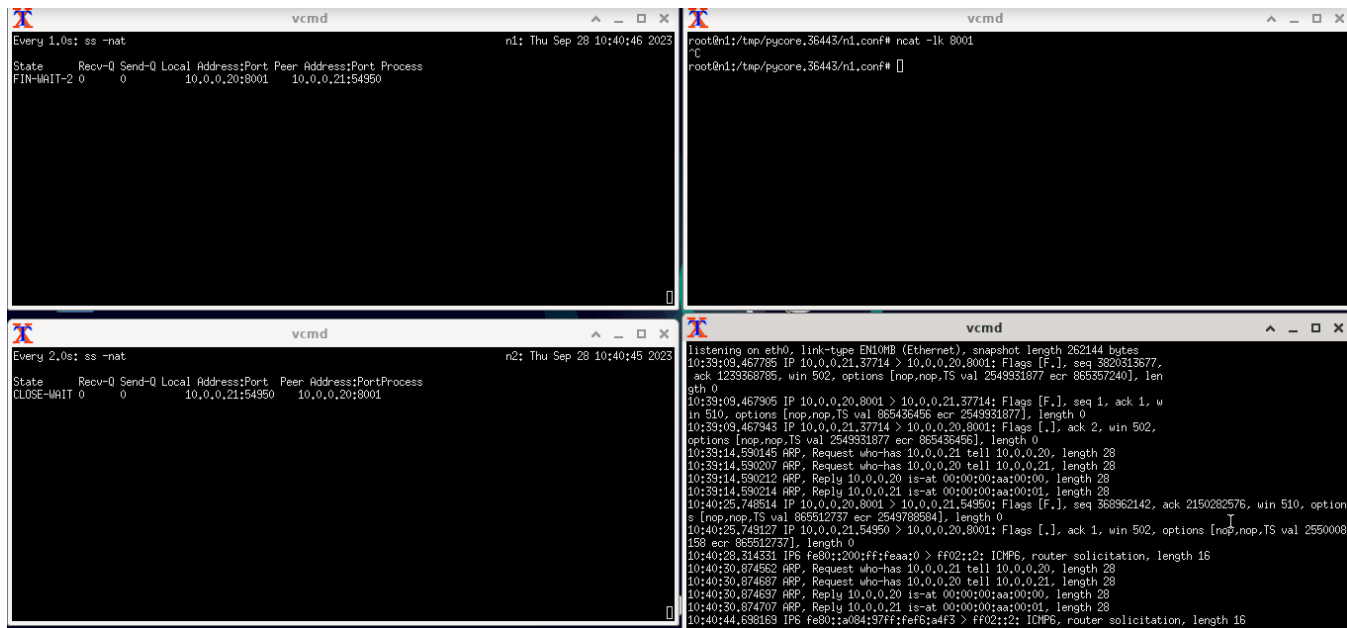 vcmd
Every 1.0s: ss -nat n1: Thu Sep 28 10:40:46 2023
State Recv-Q Send-Q Local Address:Port Peer Address:Port Process
FIN-WAIT-2 0 0 10.0.0.20:8001 10.0.0.21:54950
vcmd
root@n1:/tmp/pycore.36443/n1.conf# ncat -lk 8001
^C
root@n1:/tmp/pycore.36443/n1.conf#
vcmd
Every 2.0s: ss -nat n2: Thu Sep 28 10:40:45 2023
State Recv-Q Send-Q Local Address:Port Peer Address:PortProcess
CLOSE-WAIT 0 0 10.0.0.21:54950 10.0.0.20:8001
vcmd
listening on eth0, link-type EN10MB (Ethernet), snapshot length 262144 bytes
10:39:09.467785 IP 10.0.0.21.37714 > 10.0.0.20.8001: Flags [F.], seq 3820313677,
ack 1239368785, win 502, options [nop,nop,TS val 2549931877 ecr 865357240], len
gth 0
10:39:09.467905 IP 10.0.0.20.8001 > 10.0.0.21.37714: Flags [F.], seq 1, ack 1, w
in 510, options [nop,nop,TS val 865436456 ecr 2549931877], length 0
10:39:09.467943 IP 10.0.0.21.37714 > 10.0.0.20.8001: Flags [.], ack 2, win 502,
options [nop,nop,TS val 2549931877 ecr 865436456], length 0
10:39:14.590145 ARP, Request who-has 10.0.0.21 tell 10.0.0.20, length 28
10:39:14.590207 ARP, Request who-has 10.0.0.20 tell 10.0.0.21, length 28
10:39:14.590212 ARP, Reply 10.0.0.20 is-at 00:00:00:aa:00:00, length 28
10:39:14.590214 ARP, Reply 10.0.0.21 is-at 00:00:00:aa:00:01, length 28
10:40:25.748514 IP 10.0.0.20.8001 > 10.0.0.21.54950: Flags [F.], seq 368962142, ack 2150282576, win 510, option
s [nop,nop,TS val 865512737 ecr 2549788584], length 0
10:40:25.749127 IP 10.0.0.21.54950 > 10.0.0.20.8001: Flags [.], ack 1, win 502, options [nop,nop,TS val 2550008
158 ecr 865512737], length 0
10:40:28.314331 IP6 fe80::200:ff:feaa:0 > ff02::2: ICMP6, router solicitation, length 16
10:40:30.874562 ARP, Request who-has 10.0.0.21 tell 10.0.0.20, length 28
10:40:30.874687 ARP, Request who-has 10.0.0.20 tell 10.0.0.21, length 28
10:40:30.874697 ARP, Reply 10.0.0.20 is-at 00:00:00:aa:00:00, length 28
10:40:30.874707 ARP, Reply 10.0.0.21 is-at 00:00:00:aa:00:01, length 28
10:40:44.698169 IP6 fe80::a084:97ff:fef6:a4f3 > ff02::2: ICMP6, router solicitation, length 16